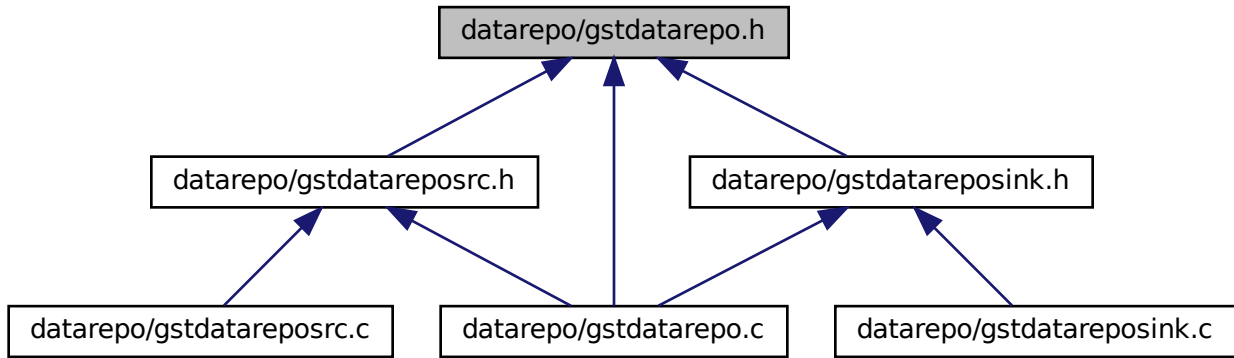 datarepo/gstdatarepo.h
datarepo/gstdatareposrc.h
datarepo/gstdatareposink.h
datarepo/gstdatareposrc.c
datarepo/gstdatarepo.c
datarepo/gstdatareposink.c